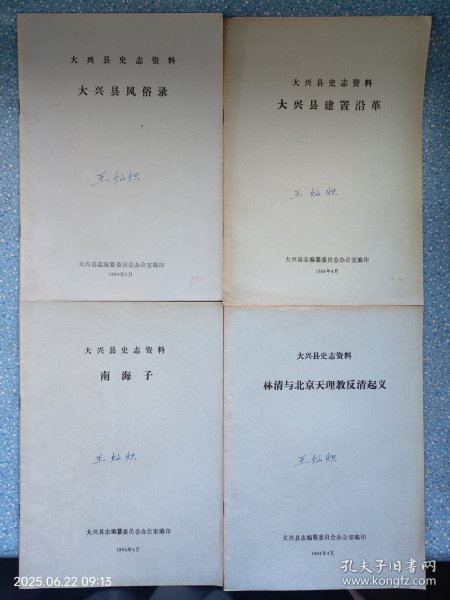 大兴县史志资料
大兴县风俗录
王灿炽
大兴县志编纂委员会办公室编印
1984年3月
大兴县史志资料
大兴县建置沿革
王灿炽
大兴县志编纂委员会办公室编印
1984年4月
大兴县史志资料
南海子
王灿炽
大兴县志编纂委员会办公室编印
1984年4月
大兴县史志资料
林清与北京天理教反清起义
王灿炽
大兴县志编纂委员会办公室编印
1984年4月
2025.06.22 09:13
孔夫子旧书网
www.kongfz.com